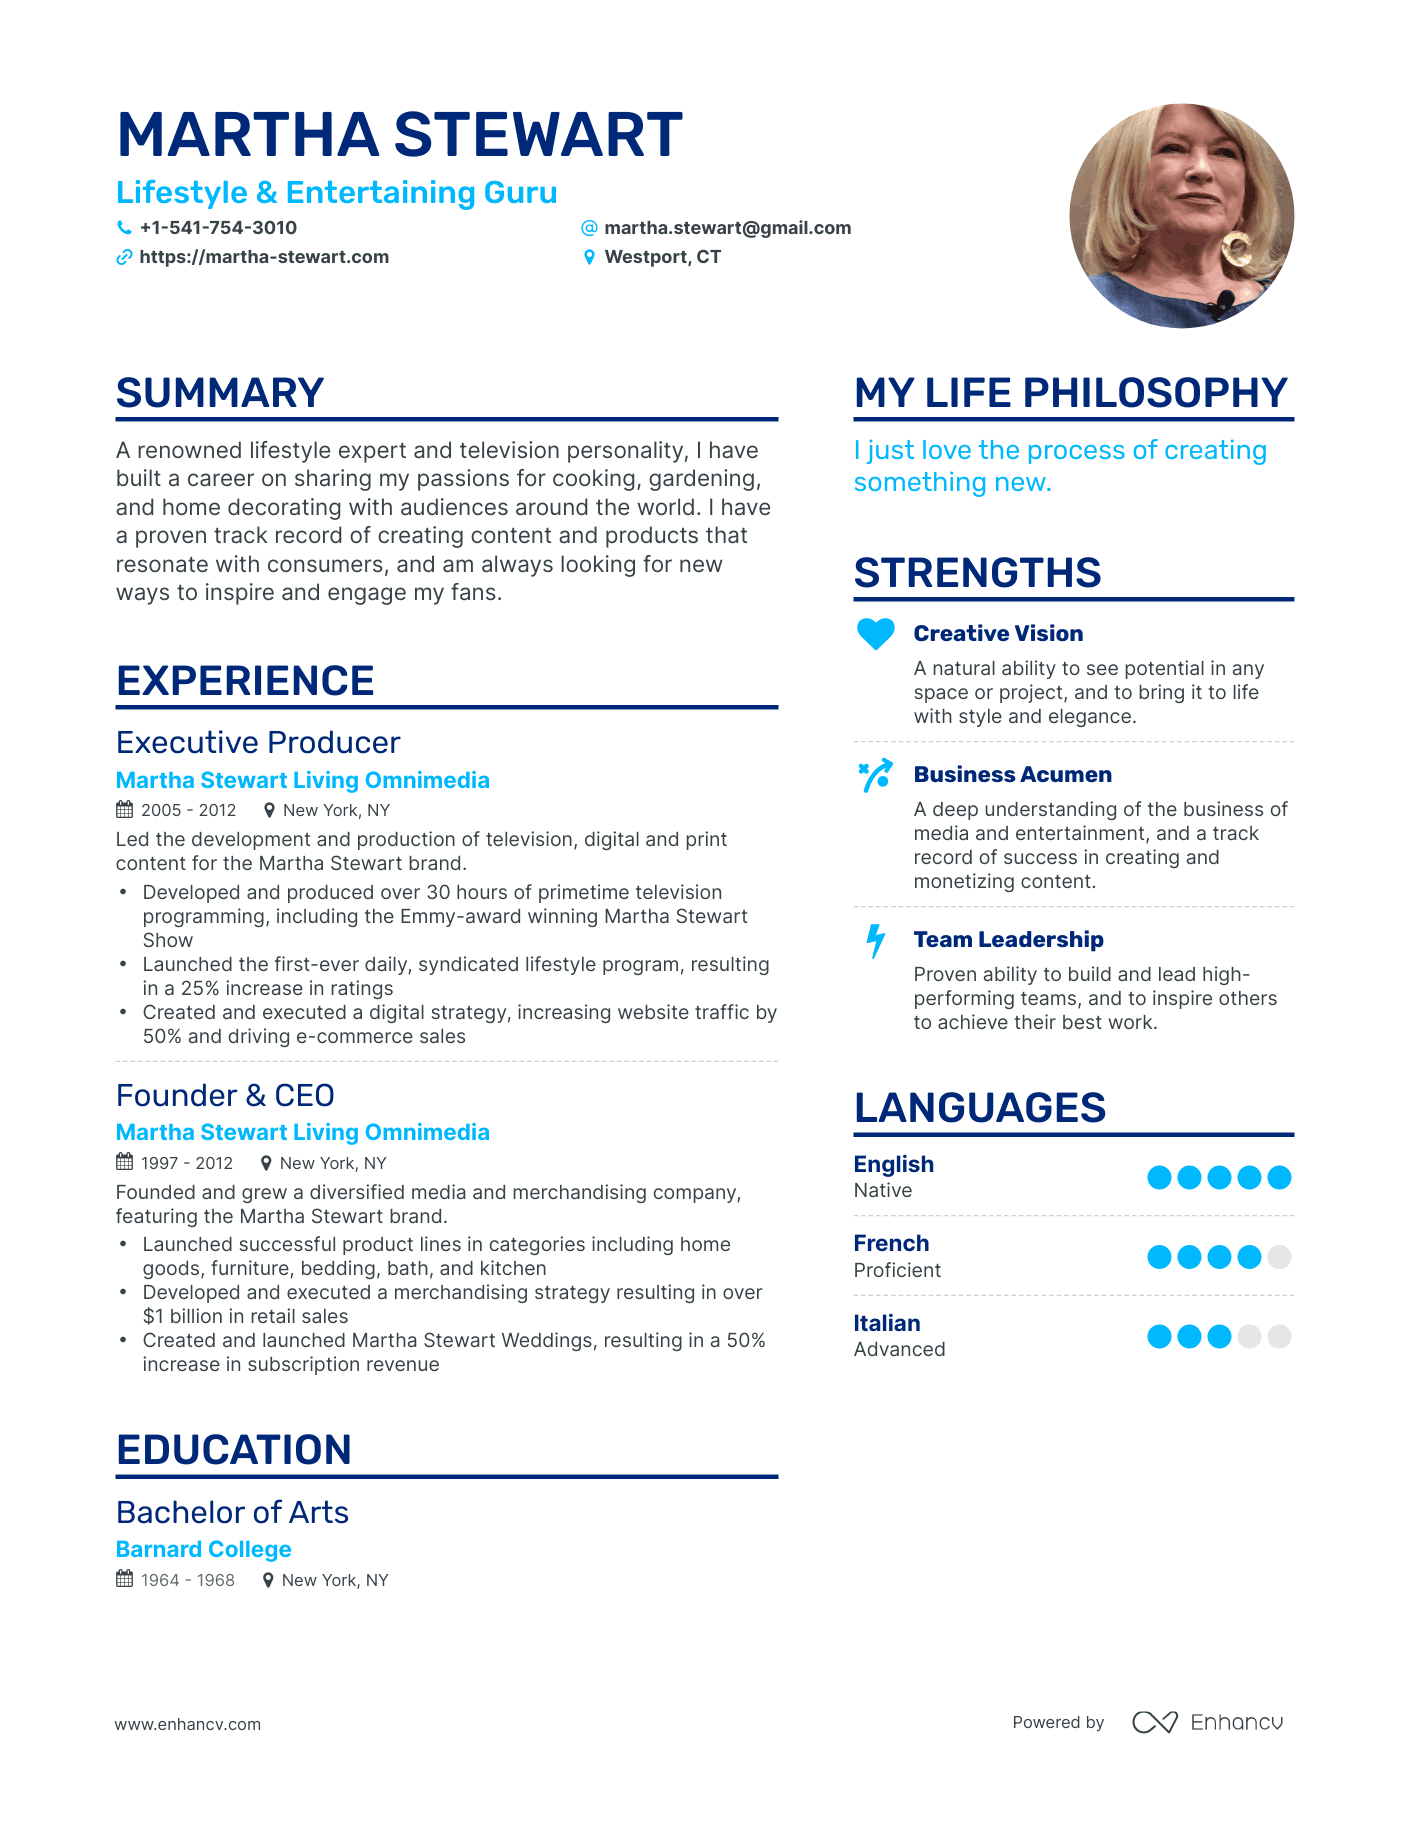 MARTHA STEWART
Lifestyle & Entertaining Guru
+1-541-754-3010
martha.stewart@gmail.com
https://martha-stewart.com
Westport, CT
SUMMARY
A renowned lifestyle expert and television personality, I have
built a career on sharing my passions for cooking, gardening,
and home decorating with audiences around the world. I have
a proven track record of creating content and products that
resonate with consumers, and am always looking for new
ways to inspire and engage my fans.
EXPERIENCE
Executive Producer
Martha Stewart Living Omnimedia
2005 - 2012 New York, NY
Led the development and production of television, digital and print
content for the Martha Stewart brand.
• Developed and produced over 30 hours of primetime television
programming, including the Emmy-award winning Martha Stewart
Show
• Launched the first-ever daily, syndicated lifestyle program, resulting
in a 25% increase in ratings
• Created and executed a digital strategy, increasing website traffic by
50% and driving e-commerce sales
Founder & CEO
Martha Stewart Living Omnimedia
1997 - 2012 New York, NY
Founded and grew a diversified media and merchandising company,
featuring the Martha Stewart brand.
• Launched successful product lines in categories including home
goods, furniture, bedding, bath, and kitchen
• Developed and executed a merchandising strategy resulting in over
$1 billion in retail sales
• Created and launched Martha Stewart Weddings, resulting in a 50%
increase in subscription revenue
EDUCATION
Bachelor of Arts
Barnard College
1964 - 1968 New York, NY
MY LIFE PHILOSOPHY
I just love the process of creating
something new.
STRENGTHS
Creative Vision
A natural ability to see potential in any
space or project, and to bring it to life
with style and elegance.
Business Acumen
A deep understanding of the business of
media and entertainment, and a track
record of success in creating and
monetizing content.
Team Leadership
Proven ability to build and lead high-
performing teams, and to inspire others
to achieve their best work.
LANGUAGES
English
Native
French
Proficient
Italian
Advanced
www.enhancv.com
Powered by Enhancv